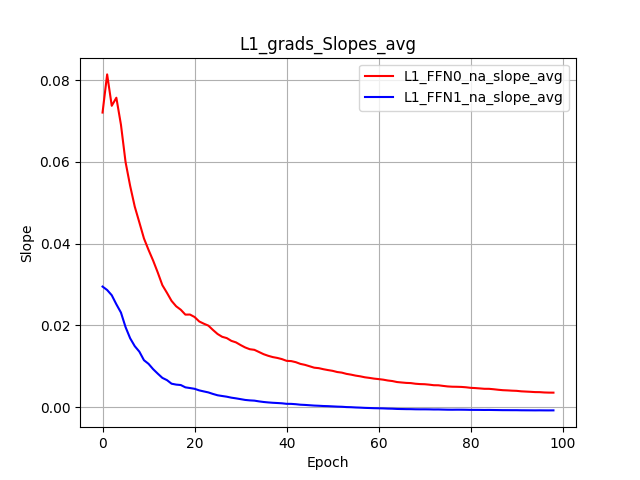 L1_grads_Slopes_avg
L1_FFN0_na_slope_avg
L1_FFN1_na_slope_avg
Slope
0.08
0.06
0.04
0.02
0.00
0
20
40
60
80
100
Epoch